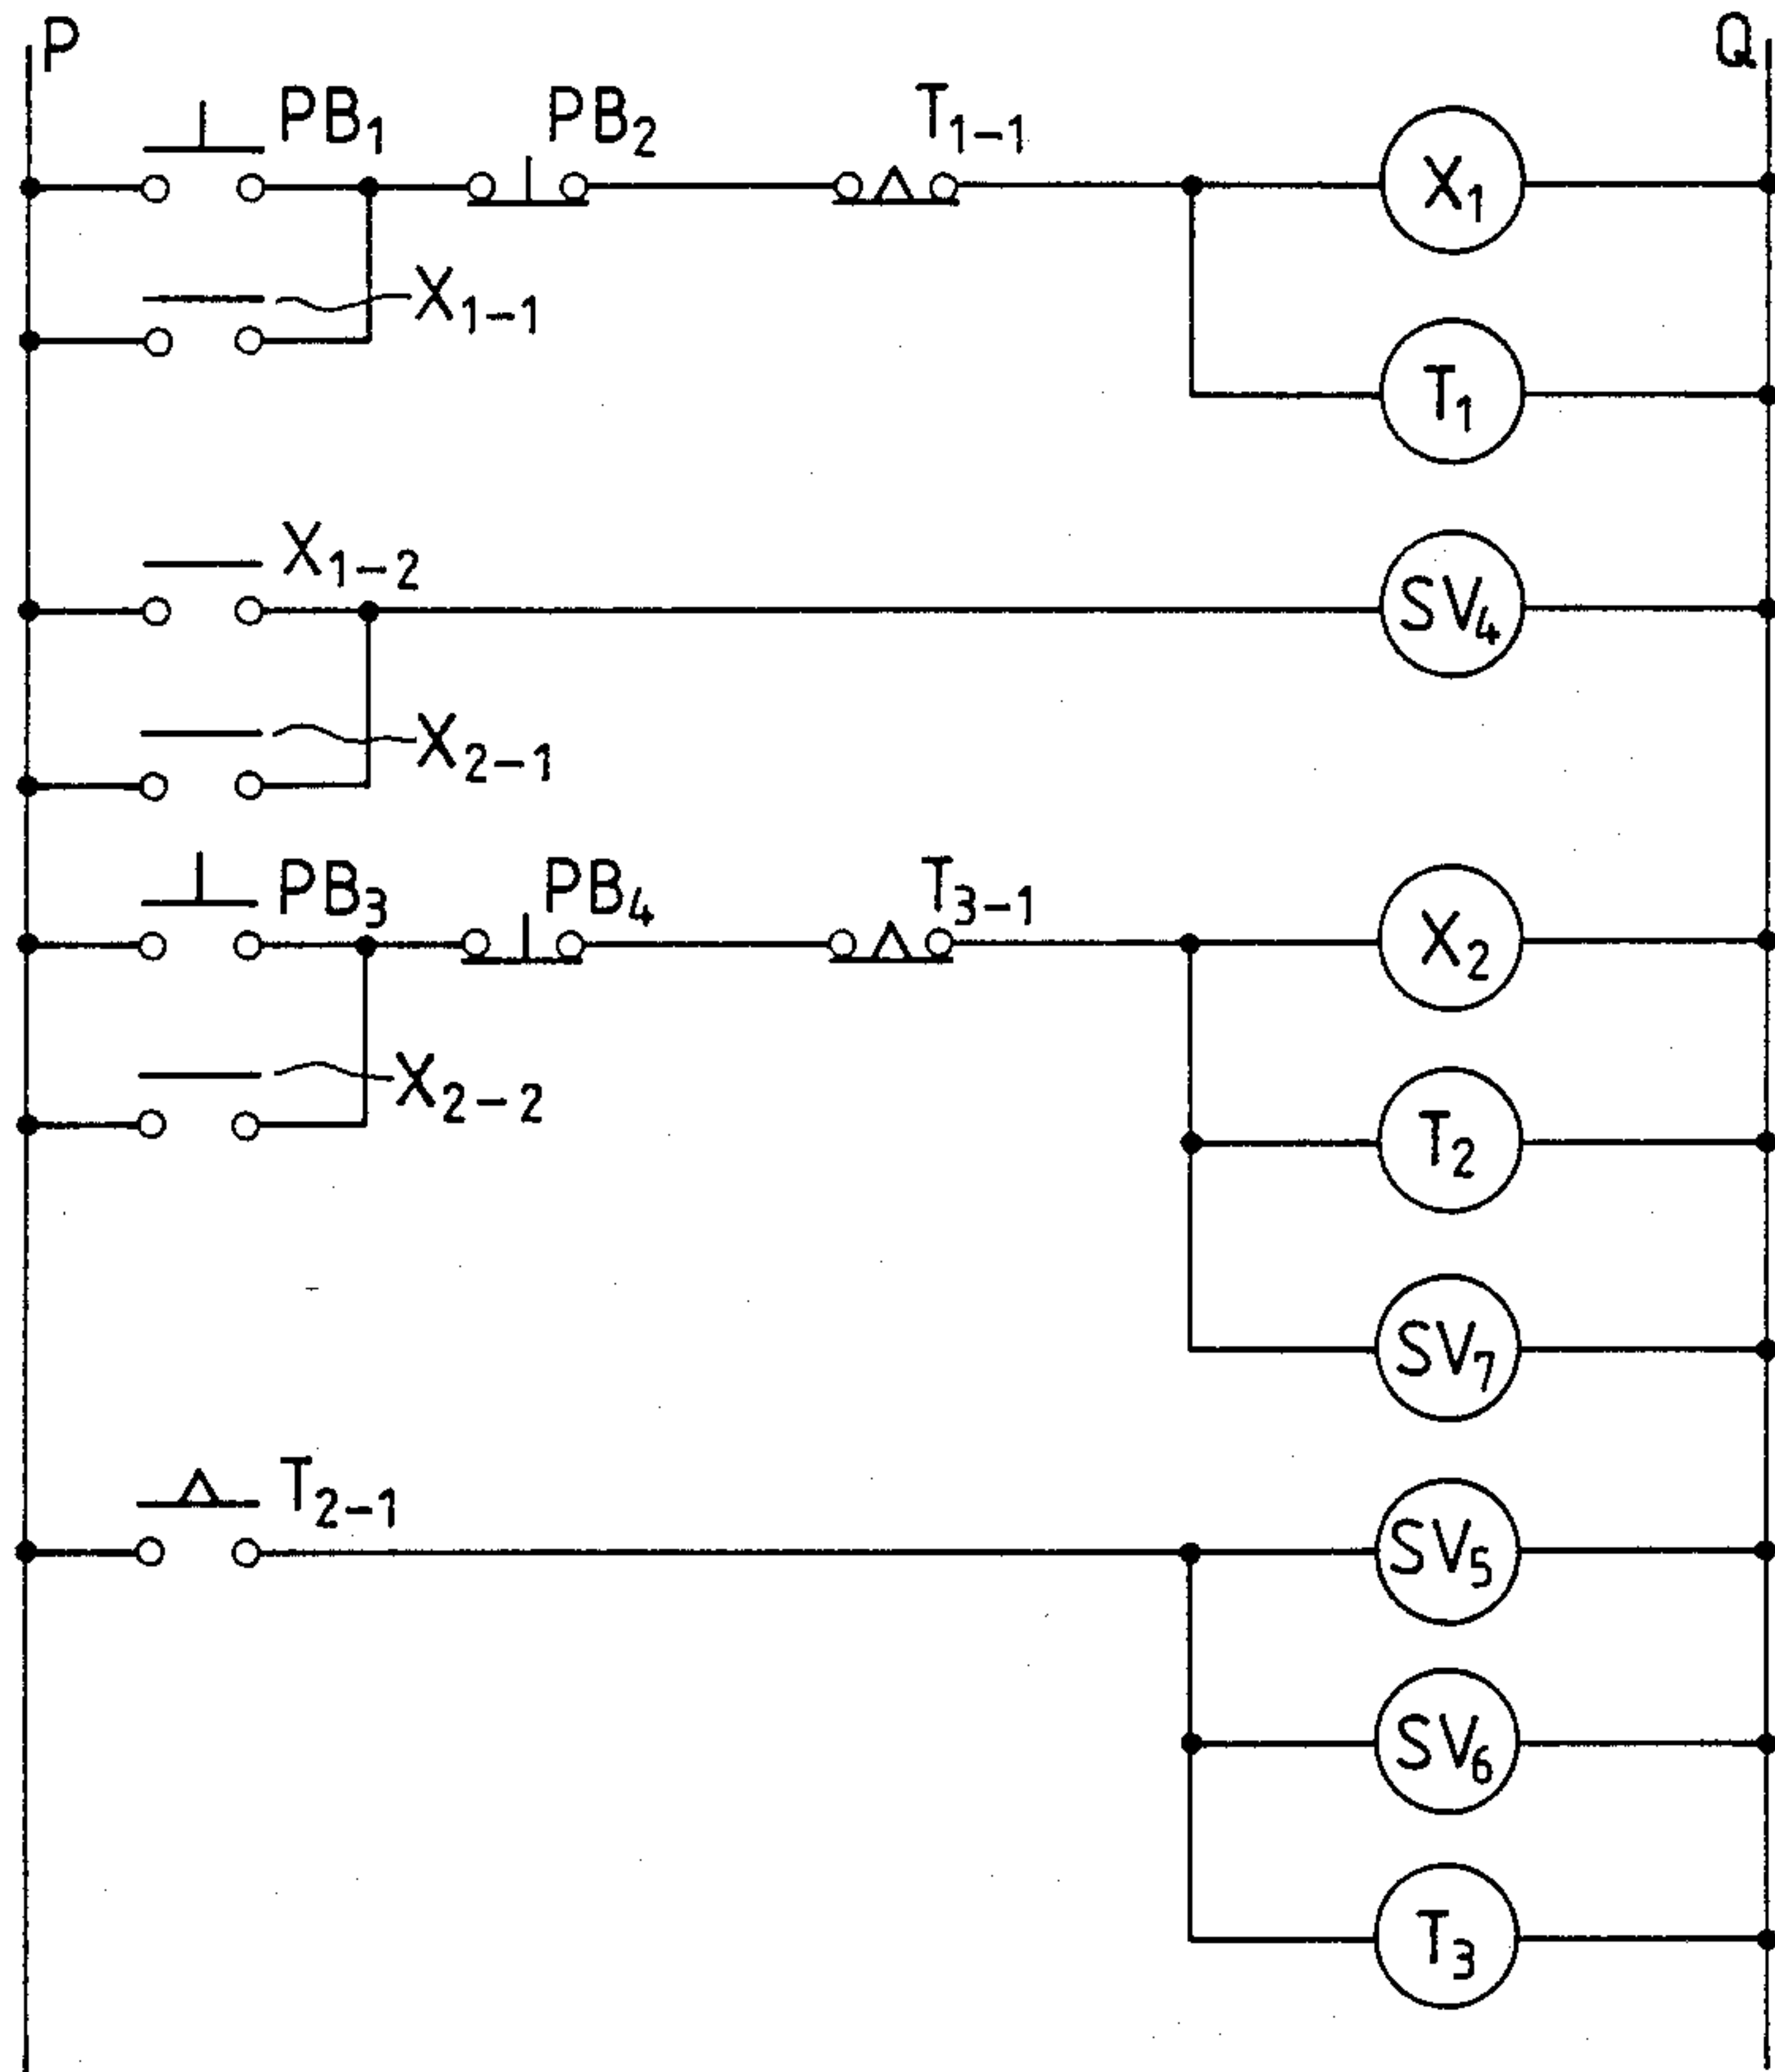 P Q
PB₁ PB₂ T₁₋₁ X₁
X₁₋₁
T₁
X₁₋₂ SV₄
X₂₋₁
PB₃ PB₄ T₃₋₁ X₂
X₂₋₂
T₂
SV₇
T₂₋₁ SV₅
SV₆
T₃